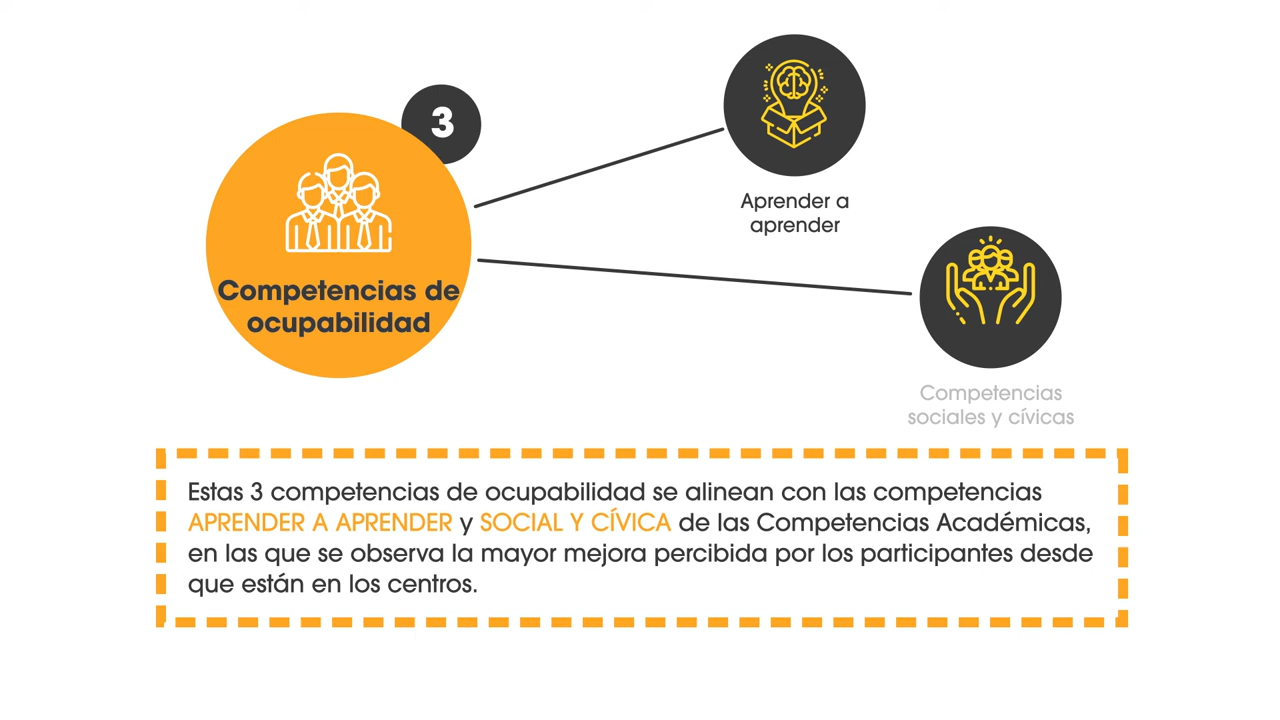 3
Competencias de
ocupabilidad
Aprender a
aprender
Competencias
sociales y cívicas
Estas 3 competencias de ocupabilidad se alinean con las competencias
APRENDER A APRENDER y SOCIAL Y CÍVICA de las Competencias Académicas,
en las que se observa la mayor mejora percibida por los participantes desde
que están en los centros.